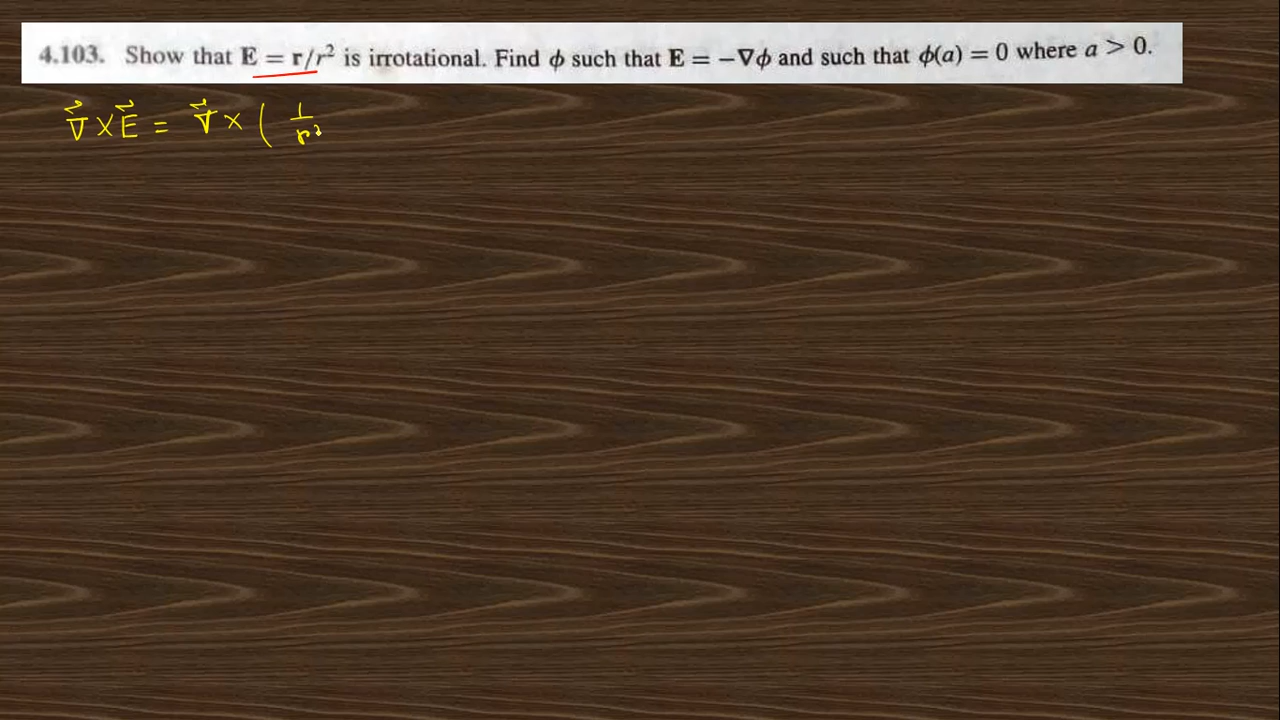 4.103. Show that E = r/r² is irrotational. Find ϕ such that E = −∇ϕ and such that ϕ(a) = 0 where a > 0.
∇⃗ × E⃗ = ∇⃗ × ( 1/r²